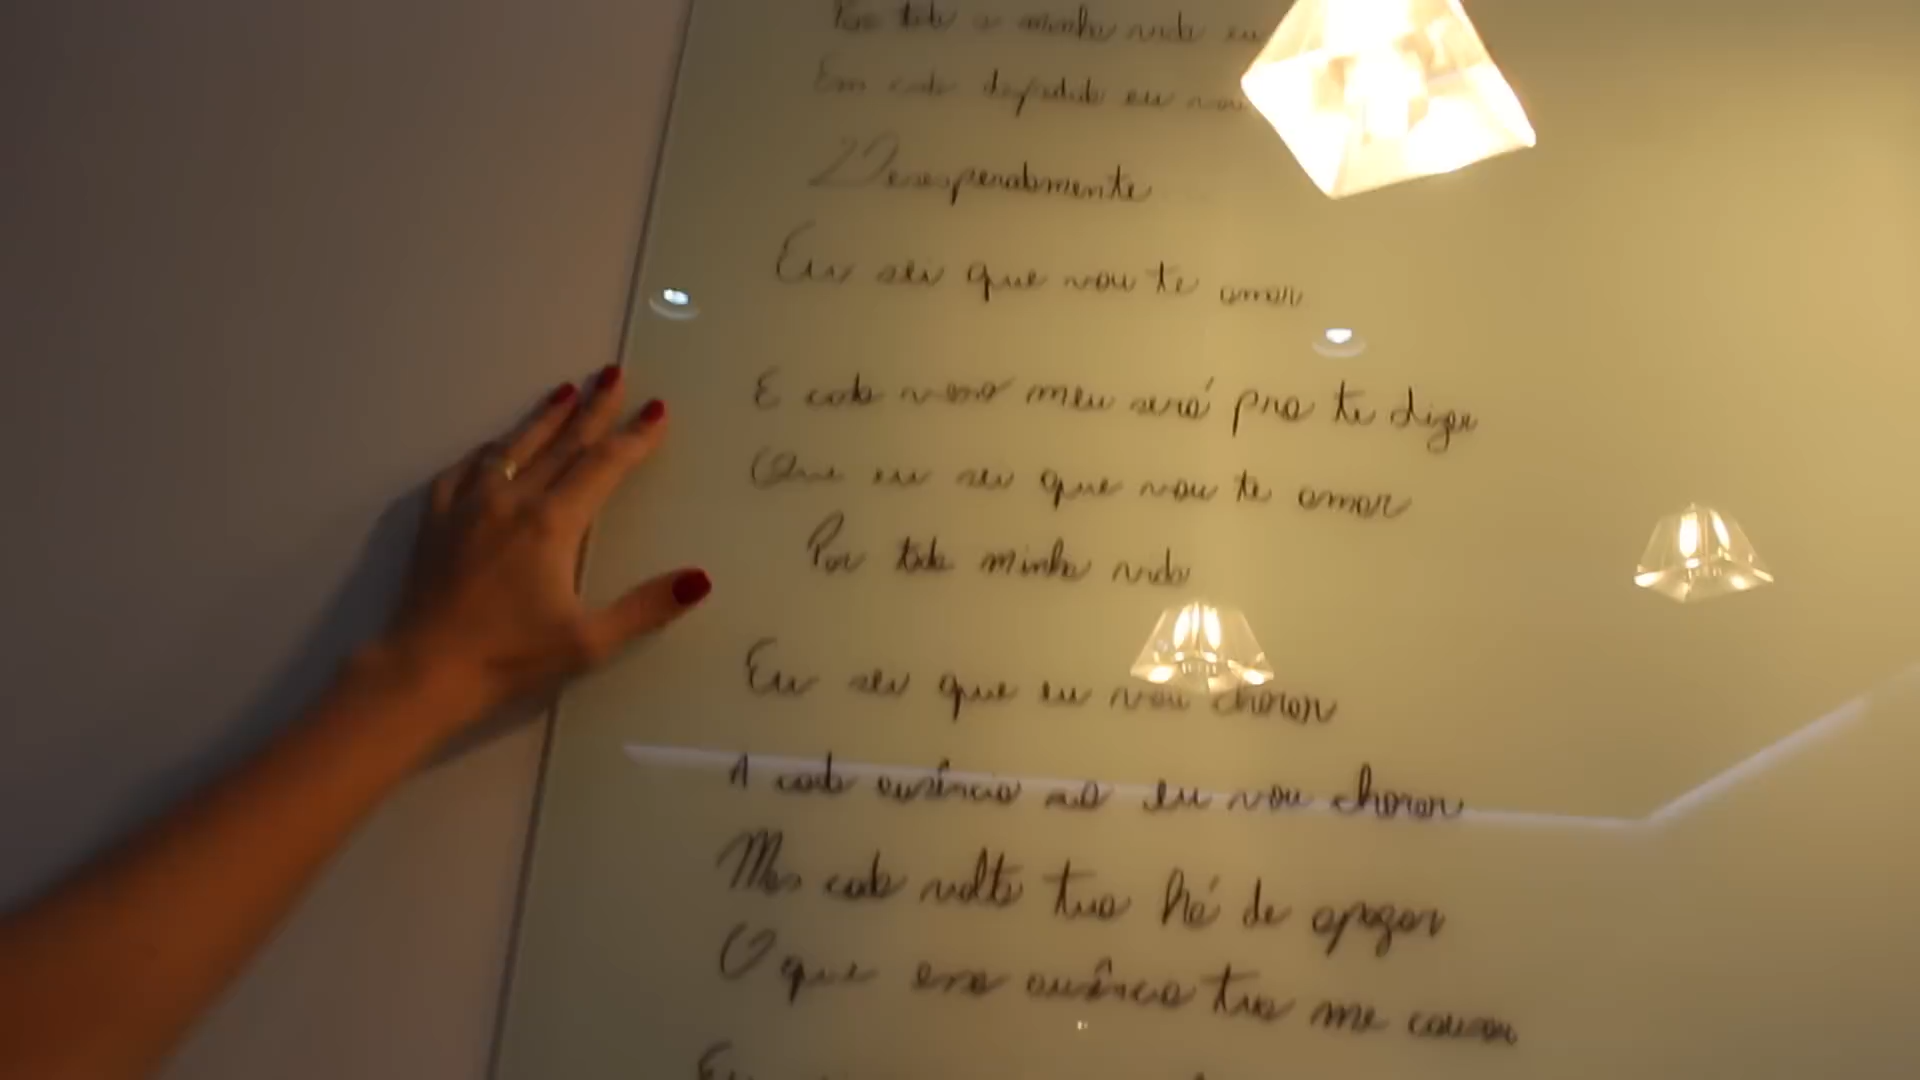 Por toda a minha vida eu
Em cada despedida eu vou
Desesperadamente
Eu sei que vou te amar
E cada verso meu será pra te dizer
Que eu sei que vou te amar
Por toda minha vida
Eu sei que eu vou chorar
A cada ausência tua eu vou chorar
Mas cada volta tua há de apagar
O que essa ausência tua me causou
Eu